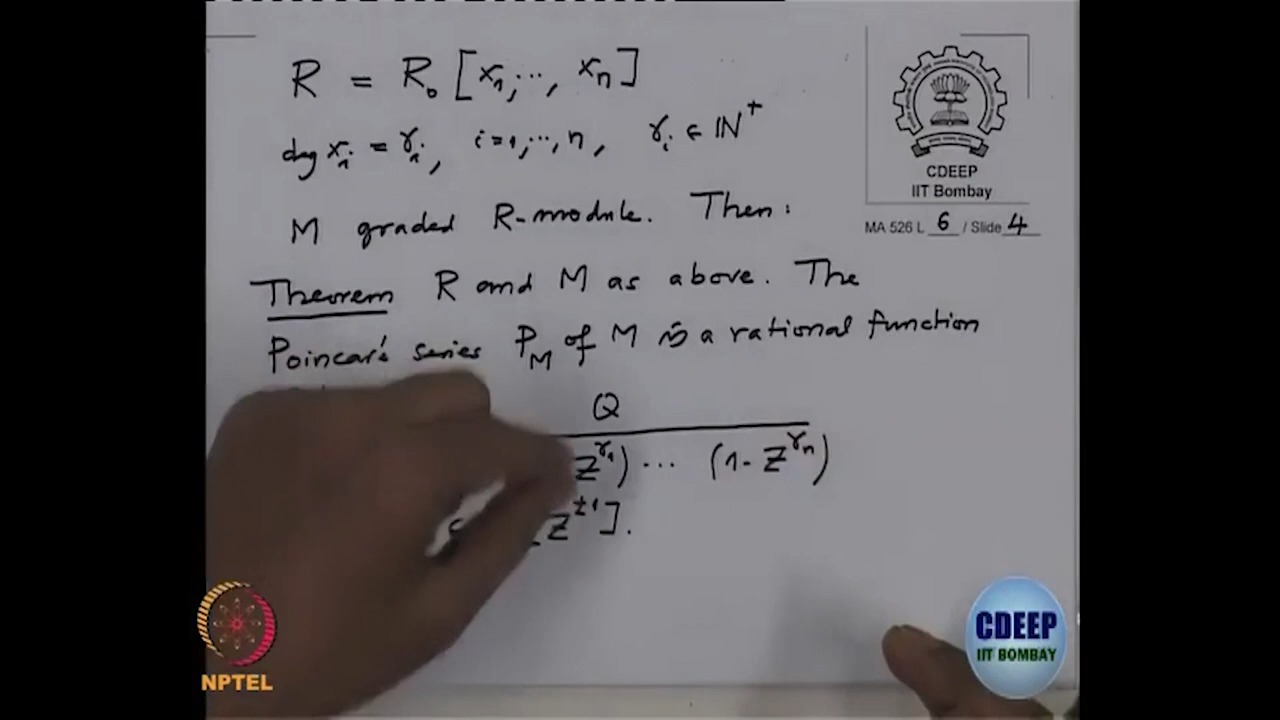 R = R₀ [x₁,..., xₙ]
deg xᵢ = γᵢ, i=1,...,n, γᵢ ∈ ℕ⁺
M graded R-module. Then:
Theorem R and M as above. The
Poincaré series P_M of M is a rational function
Q
Z^γ₁) ... (1 - Z^γₙ)
Z^±1].
CDEEP
IIT Bombay
MA 526 L 6 / Slide 4
NPTEL
CDEEP
IIT BOMBAY